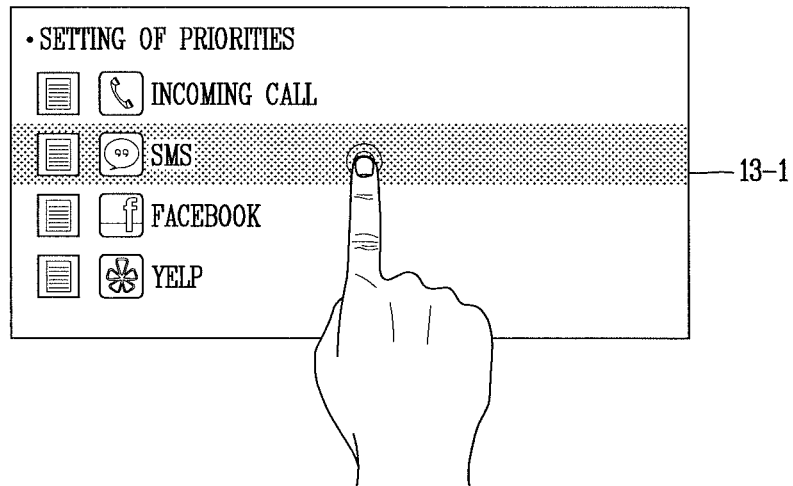 • SETTING OF PRIORITIES
INCOMING CALL
SMS
13-1
f FACEBOOK
YELP